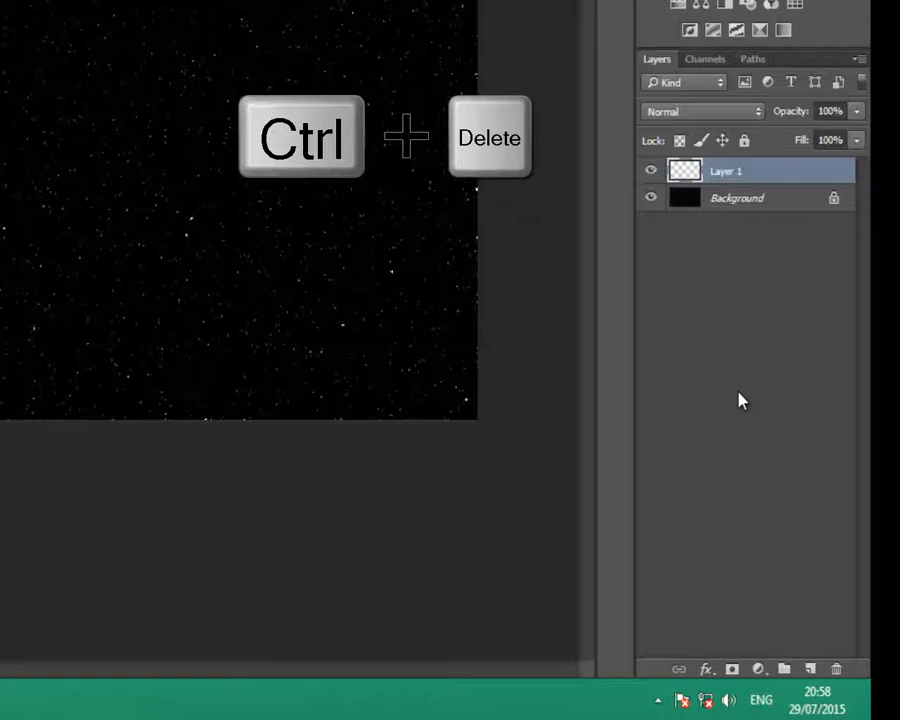 Layers Channels Paths
Kind
Normal Opacity: 100%
Lock: Fill: 100%
Layer 1
Background
Ctrl + Delete
fx
ENG
20:58
29/07/2015